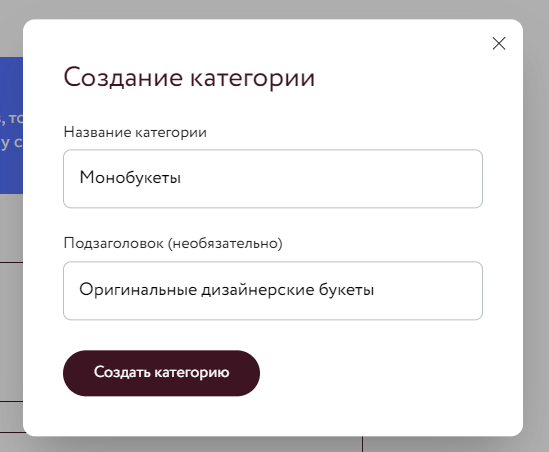 Создание категории
Название категории
Монобукеты
Подзаголовок (необязательно)
Оригинальные дизайнерские букеты
Создать категорию